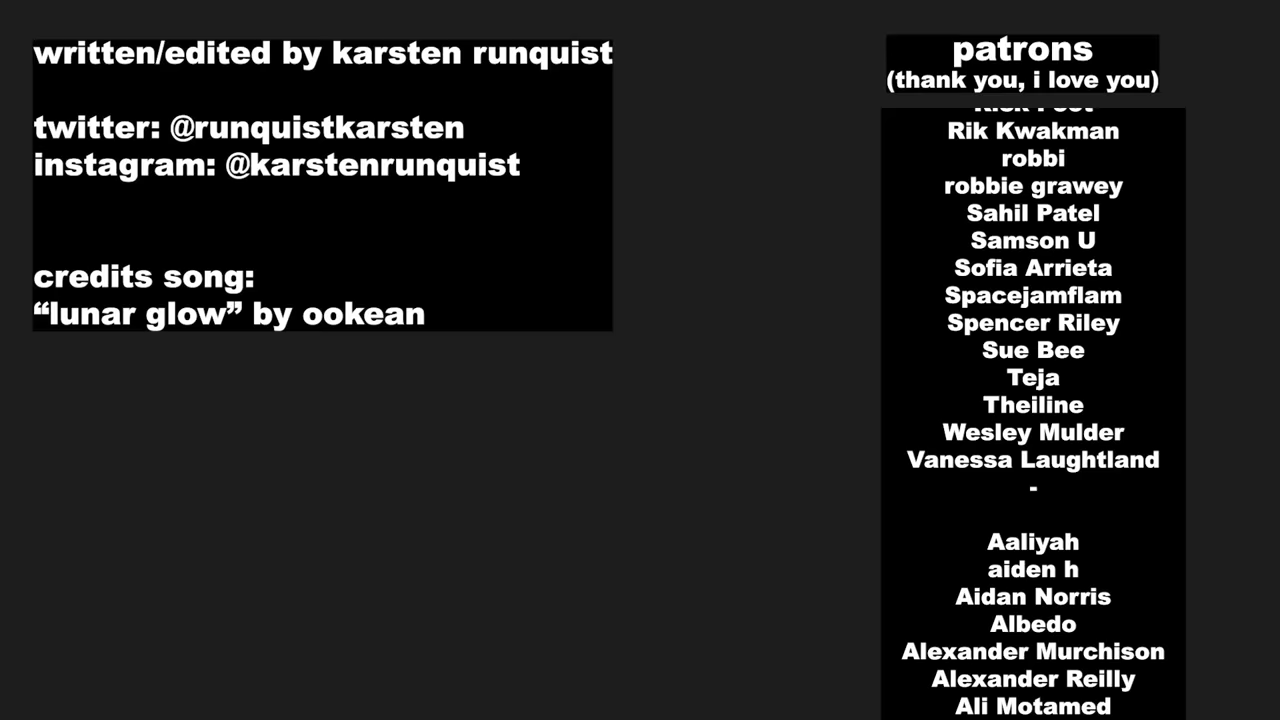 written/edited by karsten runquist
twitter: @runquistkarsten
instagram: @karstenrunquist
credits song:
“lunar glow” by ookean
patrons
(thank you, i love you)
Rik Kwakman
robbi
robbie grawey
Sahil Patel
Samson U
Sofia Arrieta
Spacejamflam
Spencer Riley
Sue Bee
Teja
Theiline
Wesley Mulder
Vanessa Laughtland
-
Aaliyah
aiden h
Aidan Norris
Albedo
Alexander Murchison
Alexander Reilly
Ali Motamed